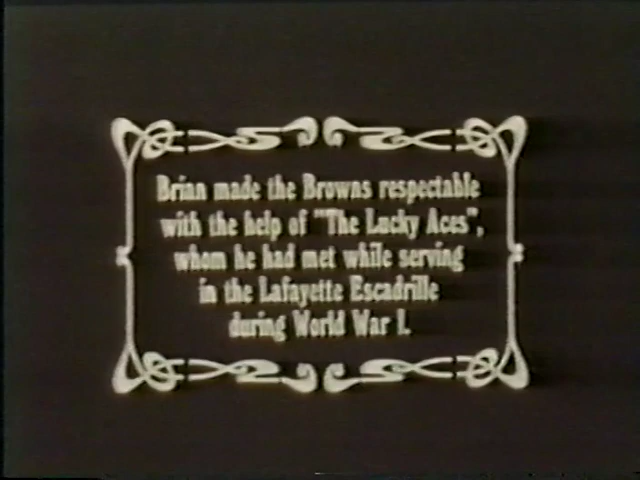 Brian made the Browns respectable
with the help of "The Lucky Aces",
whom he had met while serving
in the Lafayette Escadrille
during World War I.